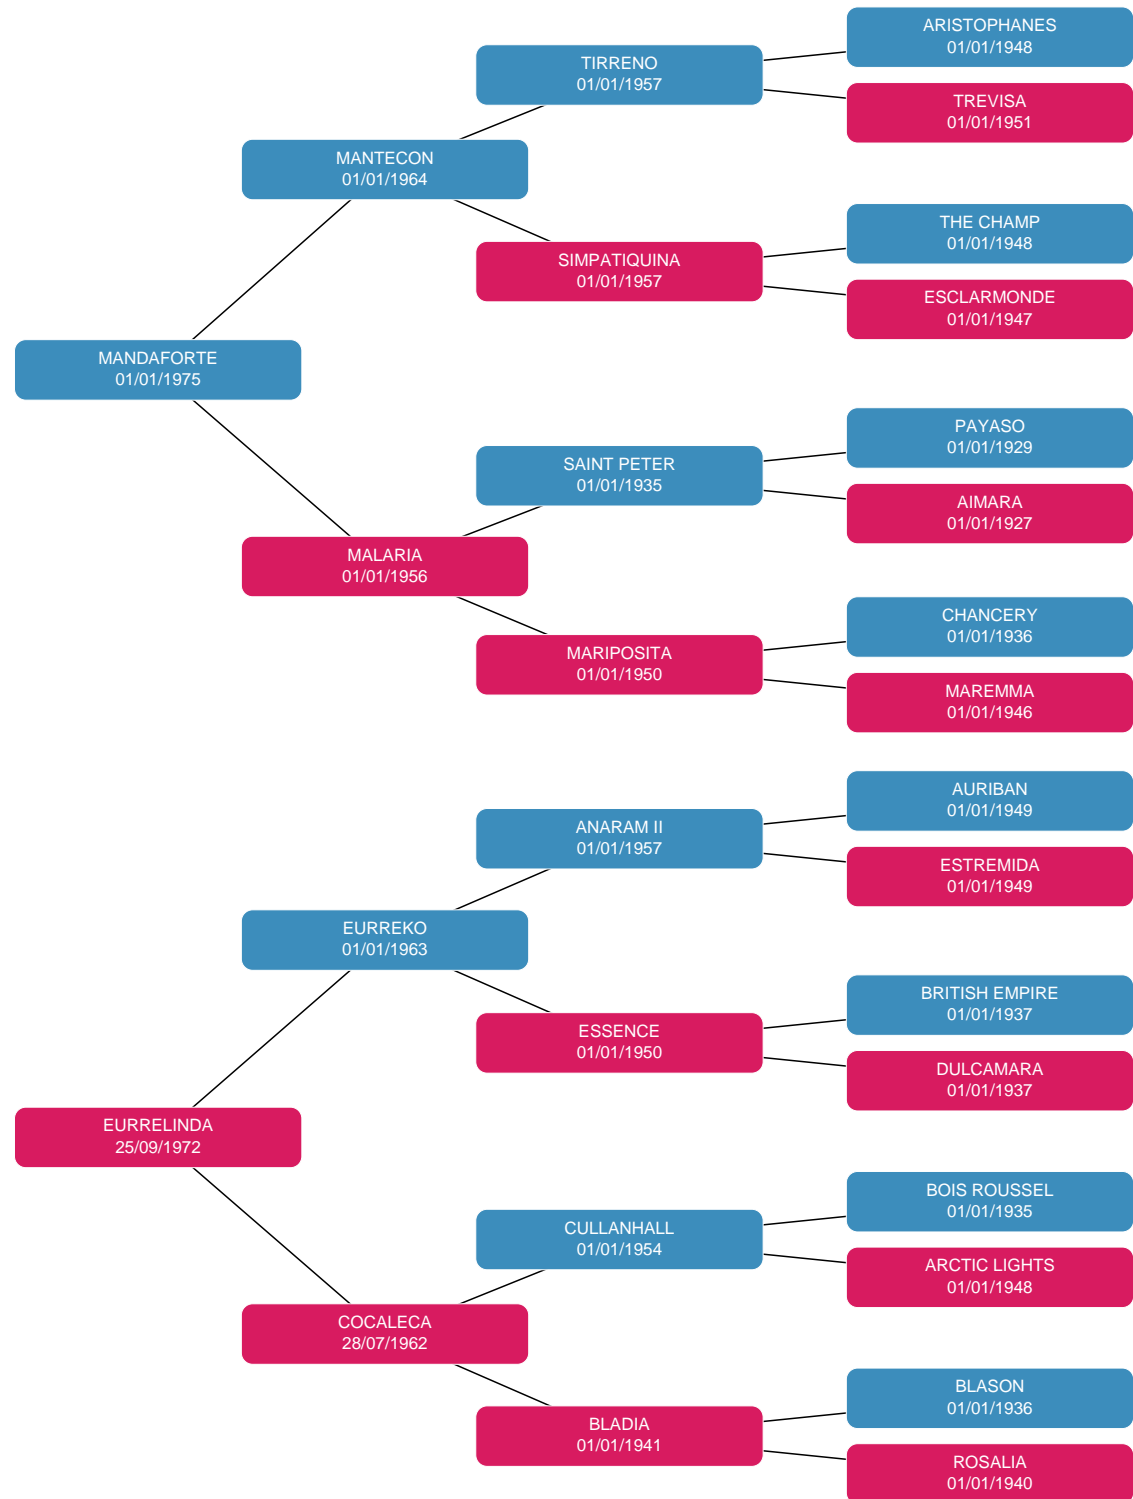 ARISTOPHANES
01/01/1948
TIRRENO
01/01/1957
TREVISA
01/01/1951
MANTECON
01/01/1964
THE CHAMP
01/01/1948
SIMPATIQUINA
01/01/1957
ESCLARMONDE
01/01/1947
MANDAFORTE
01/01/1975
PAYASO
01/01/1929
SAINT PETER
01/01/1935
AIMARA
01/01/1927
MALARIA
01/01/1956
CHANCERY
01/01/1936
MARIPOSITA
01/01/1950
MAREMMA
01/01/1946
AURIBAN
01/01/1949
ANARAM II
01/01/1957
ESTREMIDA
01/01/1949
EURREKO
01/01/1963
BRITISH EMPIRE
01/01/1937
ESSENCE
01/01/1950
DULCAMARA
01/01/1937
EURRELINDA
25/09/1972
BOIS ROUSSEL
01/01/1935
CULLANHALL
01/01/1954
ARCTIC LIGHTS
01/01/1948
COCALECA
28/07/1962
BLASON
01/01/1936
BLADIA
01/01/1941
ROSALIA
01/01/1940